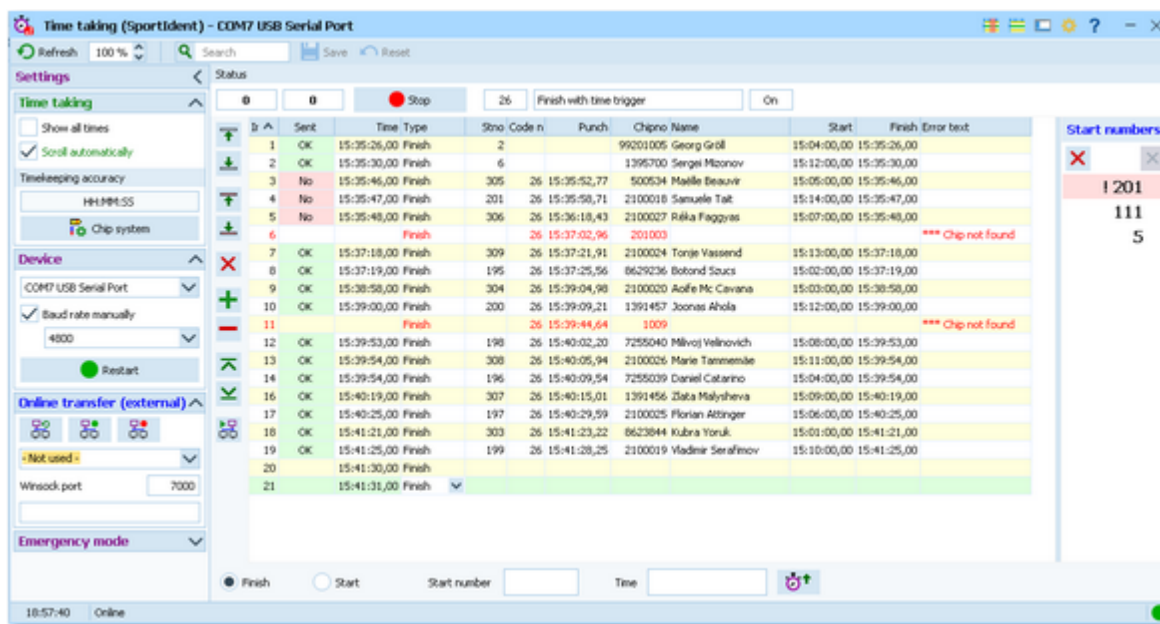 Time taking (SportIdent) - COM7 USB Serial Port
Refresh 100 % Search Save Reset
Settings Status
Time taking 0 0 Stop 26 Finish with time trigger On
Show all times
Scroll automatically
Timekeeping accuracy
HH:MM:SS
Chip system
Device
COM7 USB Serial Port
Baud rate manually
4800
Restart
Online transfer (external)
- Not used -
Winsock port 7000
Emergency mode
Sent Time Type Stno Code n Punch Chipno Name Start Finish Error text
1 OK 15:35:26,00 Finish 2 99201005 Georg Gröll 15:04:00,00 15:35:26,00
2 OK 15:35:30,00 Finish 6 1395700 Sergei Mizonov 15:12:00,00 15:35:30,00
3 No 15:35:46,00 Finish 305 26 15:35:52,77 500534 Maëlle Beauvir 15:05:00,00 15:35:46,00
4 No 15:35:47,00 Finish 201 26 15:35:58,71 2100018 Samuele Tait 15:14:00,00 15:35:47,00
5 No 15:35:48,00 Finish 306 26 15:36:18,43 2100027 Réka Faggyas 15:07:00,00 15:35:48,00
6 Finish 26 15:37:02,96 201003 *** Chip not found
7 OK 15:37:18,00 Finish 309 26 15:37:21,91 2100024 Tonje Vassend 15:13:00,00 15:37:18,00
8 OK 15:37:19,00 Finish 195 26 15:37:25,56 8629236 Botond Szucs 15:02:00,00 15:37:19,00
9 OK 15:38:58,00 Finish 304 26 15:39:04,98 2100020 Aoife Mc Cavana 15:03:00,00 15:38:58,00
10 OK 15:39:00,00 Finish 200 26 15:39:09,21 1391457 Joonas Ahola 15:12:00,00 15:39:00,00
11 Finish 26 15:39:44,64 1009 *** Chip not found
12 OK 15:39:53,00 Finish 198 26 15:40:02,20 7255040 Milivoj Velinovich 15:08:00,00 15:39:53,00
13 OK 15:39:54,00 Finish 308 26 15:40:05,94 2100026 Marie Tammemäe 15:11:00,00 15:39:54,00
14 OK 15:39:54,00 Finish 196 26 15:40:09,54 7255039 Daniel Catarino 15:04:00,00 15:39:54,00
16 OK 15:40:19,00 Finish 307 26 15:40:15,01 1391456 Zlata Malysheva 15:09:00,00 15:40:19,00
17 OK 15:40:25,00 Finish 197 26 15:40:29,59 2100025 Florian Attinger 15:06:00,00 15:40:25,00
18 OK 15:41:21,00 Finish 303 26 15:41:23,22 8623844 Kubra Yoruk 15:01:00,00 15:41:21,00
19 OK 15:41:25,00 Finish 199 26 15:41:28,25 2100019 Vladimir Serafimov 15:10:00,00 15:41:25,00
20 15:41:30,00 Finish
21 15:41:31,00 Finish
Start numbers
! 201
111
5
Finish Start Start number Time
18:57:40 Online